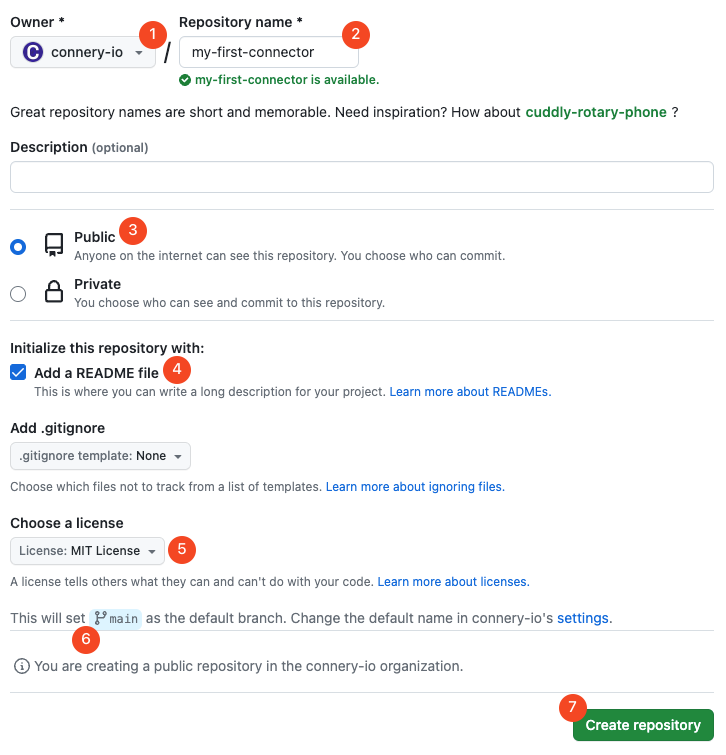 Owner * 1 Repository name *
C connery-io / my-first-connector 2
my-first-connector is available.
Great repository names are short and memorable. Need inspiration? How about cuddly-rotary-phone ?
Description (optional)
Public 3
Anyone on the internet can see this repository. You choose who can commit.
Private
You choose who can see and commit to this repository.
Initialize this repository with:
Add a README file 4
This is where you can write a long description for your project. Learn more about READMEs.
Add .gitignore
.gitignore template: None
Choose which files not to track from a list of templates. Learn more about ignoring files.
Choose a license
License: MIT License 5
A license tells others what they can and can't do with your code. Learn more about licenses.
This will set main as the default branch. Change the default name in connery-io's settings.
6
You are creating a public repository in the connery-io organization.
7
Create repository